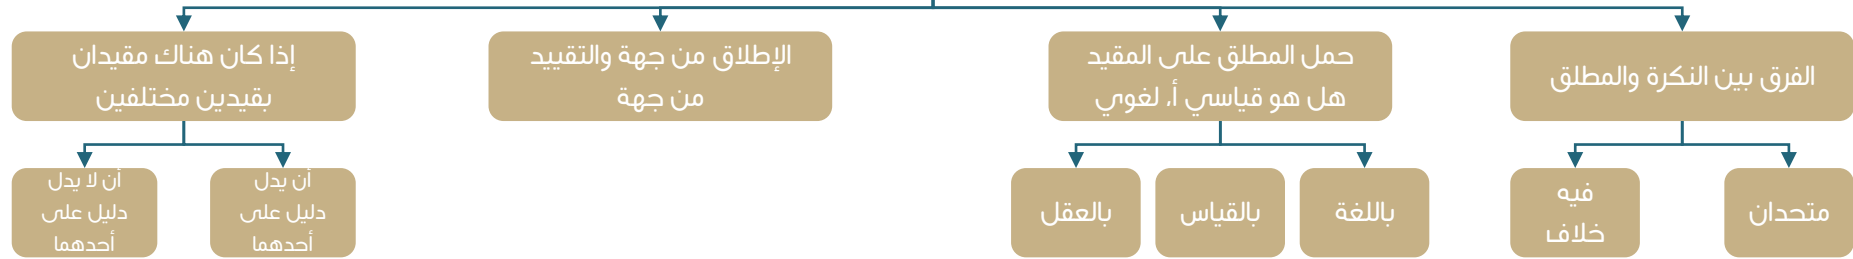 الفرق بين النكرة والمطلق
حمل المطلق على المقيد
هل هو قياسي أ، لغوي
الإطلاق من جهة والتقييد
من جهة
إذا كان هناك مقيدان
بقيدين مختلفين
متحدان
فيه
خلاف
باللغة
بالقياس
بالعقل
أن يدل
دليل على
أحدهما
أن لا يدل
دليل على
أحدهما